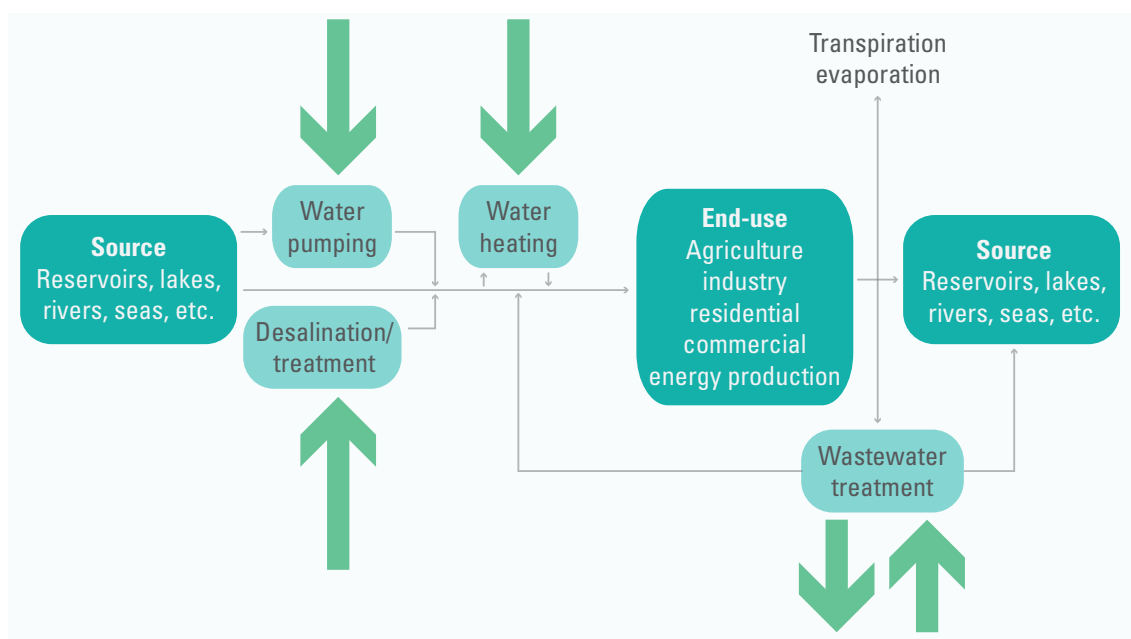 Transpiration
evaporation
Source
Reservoirs, lakes,
rivers, seas, etc.
Water
pumping
Desalination/
treatment
Water
heating
End-use
Agriculture
industry
residential
commercial
energy production
Source
Reservoirs, lakes,
rivers, seas, etc.
Wastewater
treatment